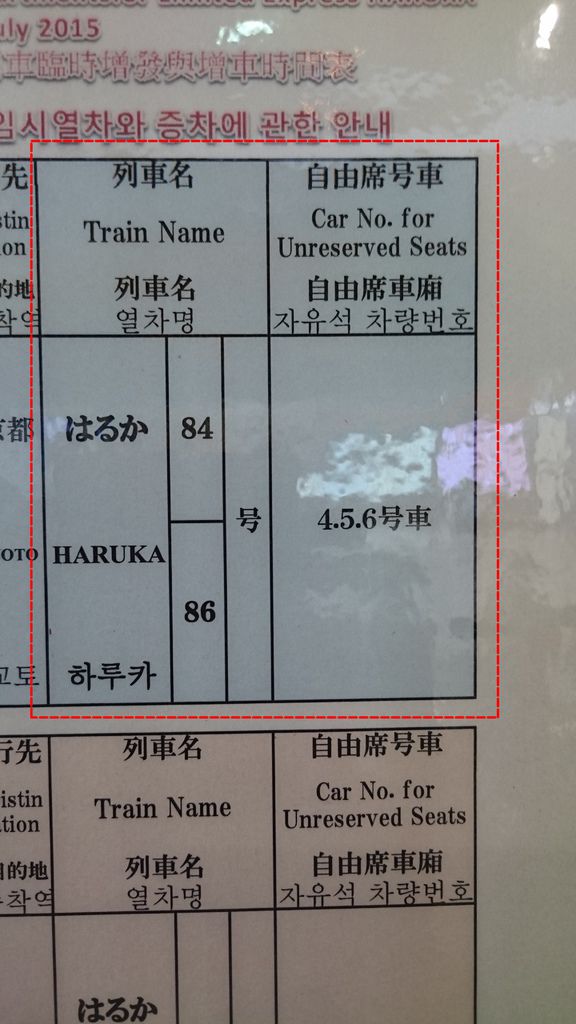 July 2015
車臨時增發與增車時間表
임시열차와 증차에 관한 안내
先 列車名 自由席号車
Train Name Car No. for
Unreserved Seats
的地 列車名 自由席車廂
착역 열차명 자유석 차량번호
京都 はるか 84
号 4.5.6号車
YOTO HARUKA
86
교토 하루카
行先 列車名 自由席号車
Train Name Car No. for
Unreserved Seats
目的地 列車名 自由席車廂
착역 열차명 자유석 차량번호
はるか